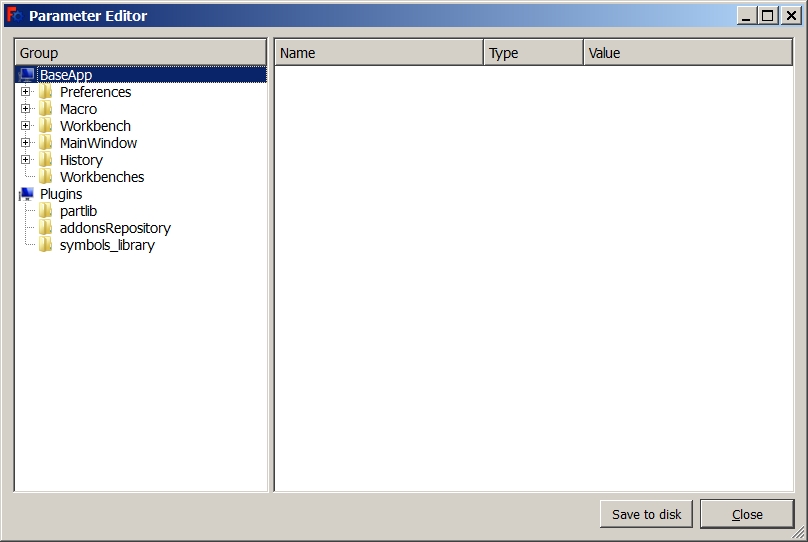 Parameter Editor
Group
Name Type Value
BaseApp
Preferences
Macro
Workbench
MainWindow
History
Workbenches
Plugins
partlib
addonsRepository
symbols_library
Save to disk Close